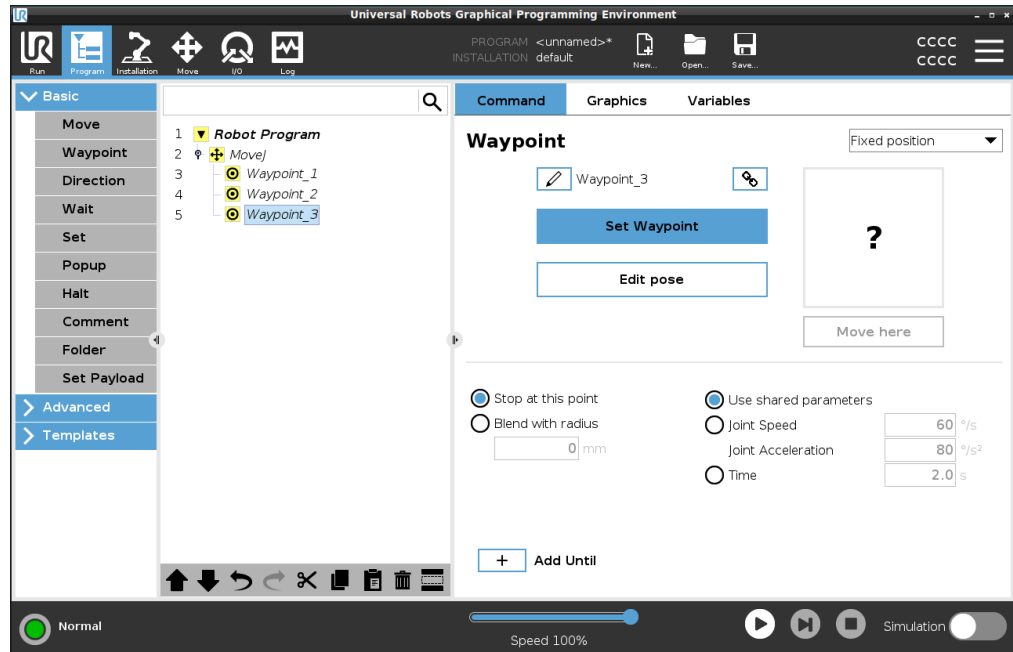 UR
Universal Robots Graphical Programming Environment
UR
Run
Program
Installation
Move
I/O
Log
PROGRAM <unnamed>*
INSTALLATION default
New...
Open...
Save...
CCCC
CCCC
Basic
Move
Waypoint
Direction
Wait
Set
Popup
Halt
Comment
Folder
Set Payload
Advanced
Templates
1 Robot Program
2 MoveJ
3 Waypoint_1
4 Waypoint_2
5 Waypoint_3
Command Graphics Variables
Waypoint
Fixed position
Waypoint_3
Set Waypoint
Edit pose
?
Move here
Stop at this point
Blend with radius
0 mm
Use shared parameters
Joint Speed 60 °/s
Joint Acceleration 80 °/s²
Time 2.0 s
+ Add Until
Normal
Speed 100%
Simulation